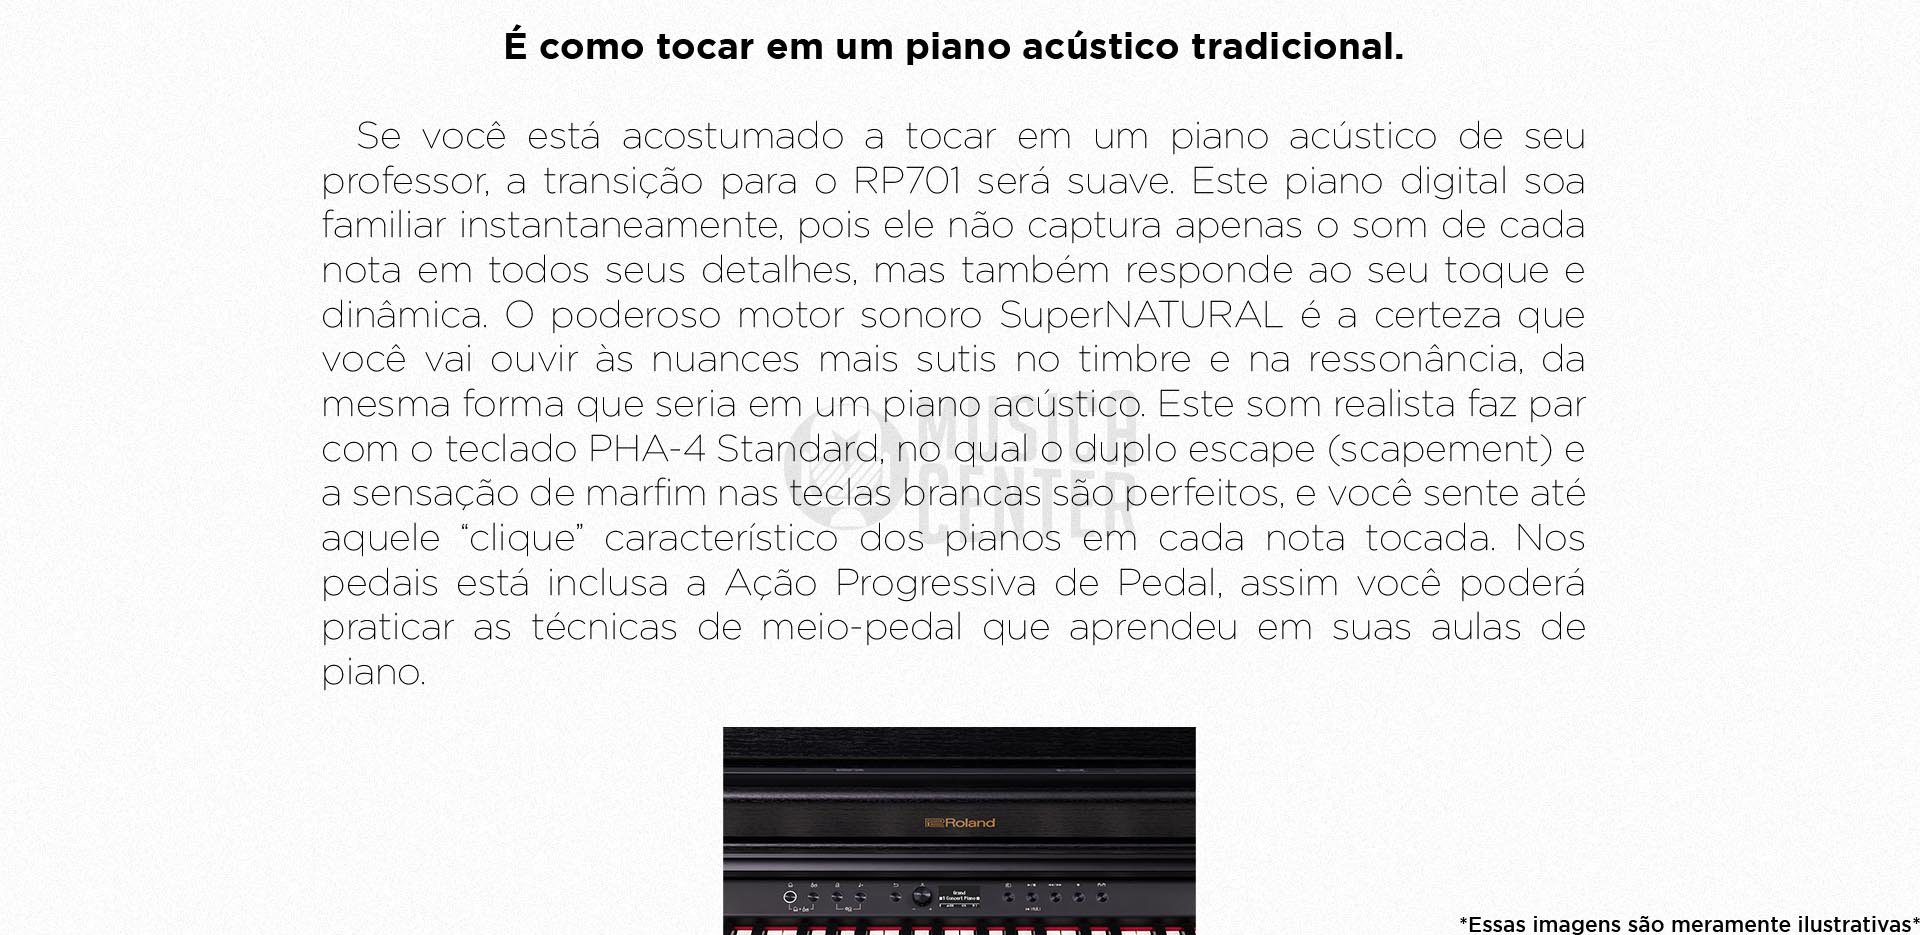 É como tocar em um piano acústico tradicional.
Se você está acostumado a tocar em um piano acústico de seu
professor, a transição para o RP701 será suave. Este piano digital soa
familiar instantaneamente, pois ele não captura apenas o som de cada
nota em todos seus detalhes, mas também responde ao seu toque e
dinâmica. O poderoso motor sonoro SuperNATURAL é a certeza que
você vai ouvir às nuances mais sutis no timbre e na ressonância, da
mesma forma que seria em um piano acústico. Este som realista faz par
com o teclado PHA-4 Standard, no qual o duplo escape (scapement) e
a sensação de marfim nas teclas brancas são perfeitos, e você sente até
aquele “clique” característico dos pianos em cada nota tocada. Nos
pedais está inclusa a Ação Progressiva de Pedal, assim você poderá
praticar as técnicas de meio-pedal que aprendeu em suas aulas de
piano.
MUSICAL
CENTER
Roland
Grand
1 Concert Piano
*Essas imagens são meramente ilustrativas*